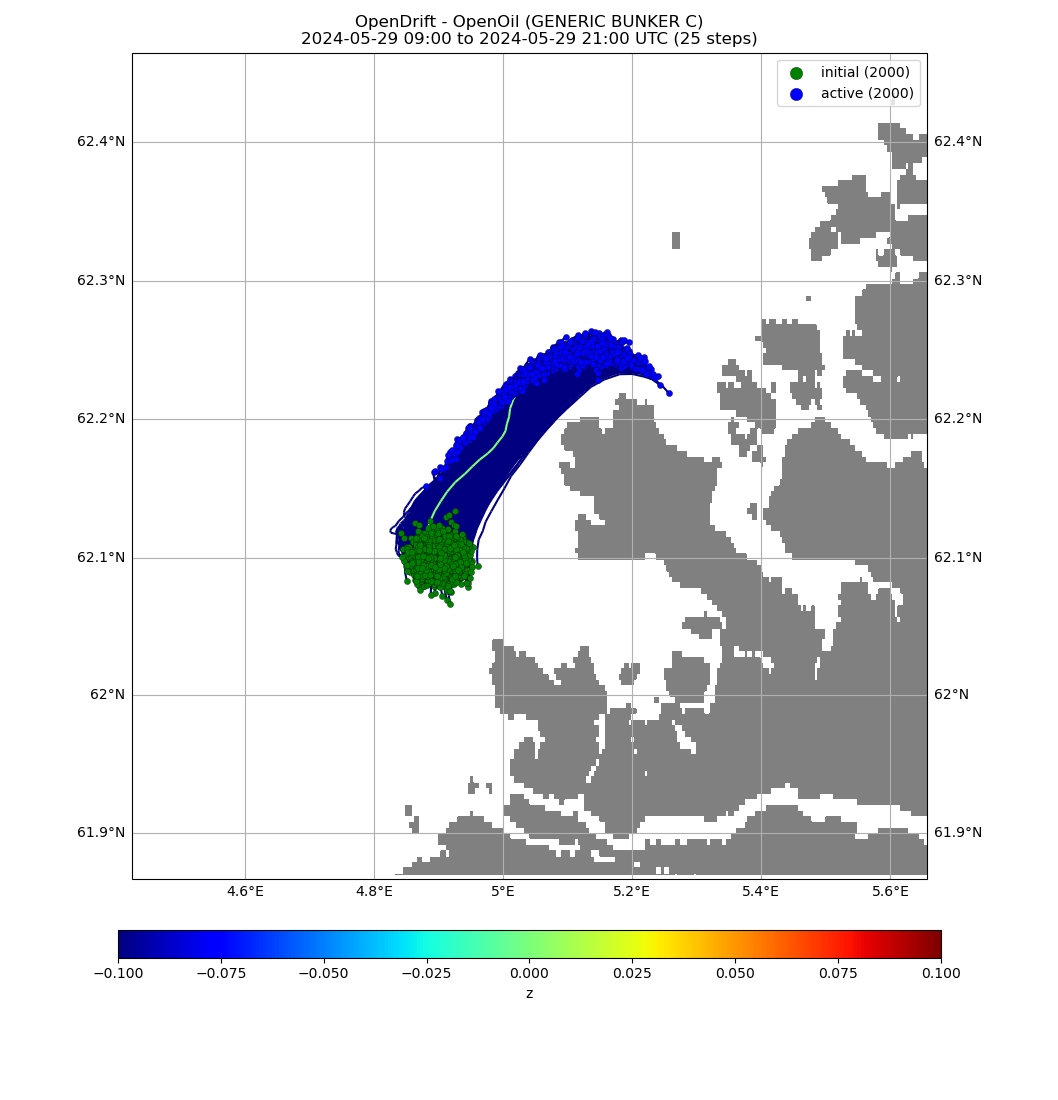 OpenDrift - OpenOil (GENERIC BUNKER C)
2024-05-29 09:00 to 2024-05-29 21:00 UTC (25 steps)
initial (2000)
active (2000)
62.4°N 62.4°N
62.3°N 62.3°N
62.2°N 62.2°N
62.1°N 62.1°N
62°N 62°N
61.9°N 61.9°N
4.6°E 4.8°E 5°E 5.2°E 5.4°E 5.6°E
−0.100 −0.075 −0.050 −0.025 0.000 0.025 0.050 0.075 0.100
z